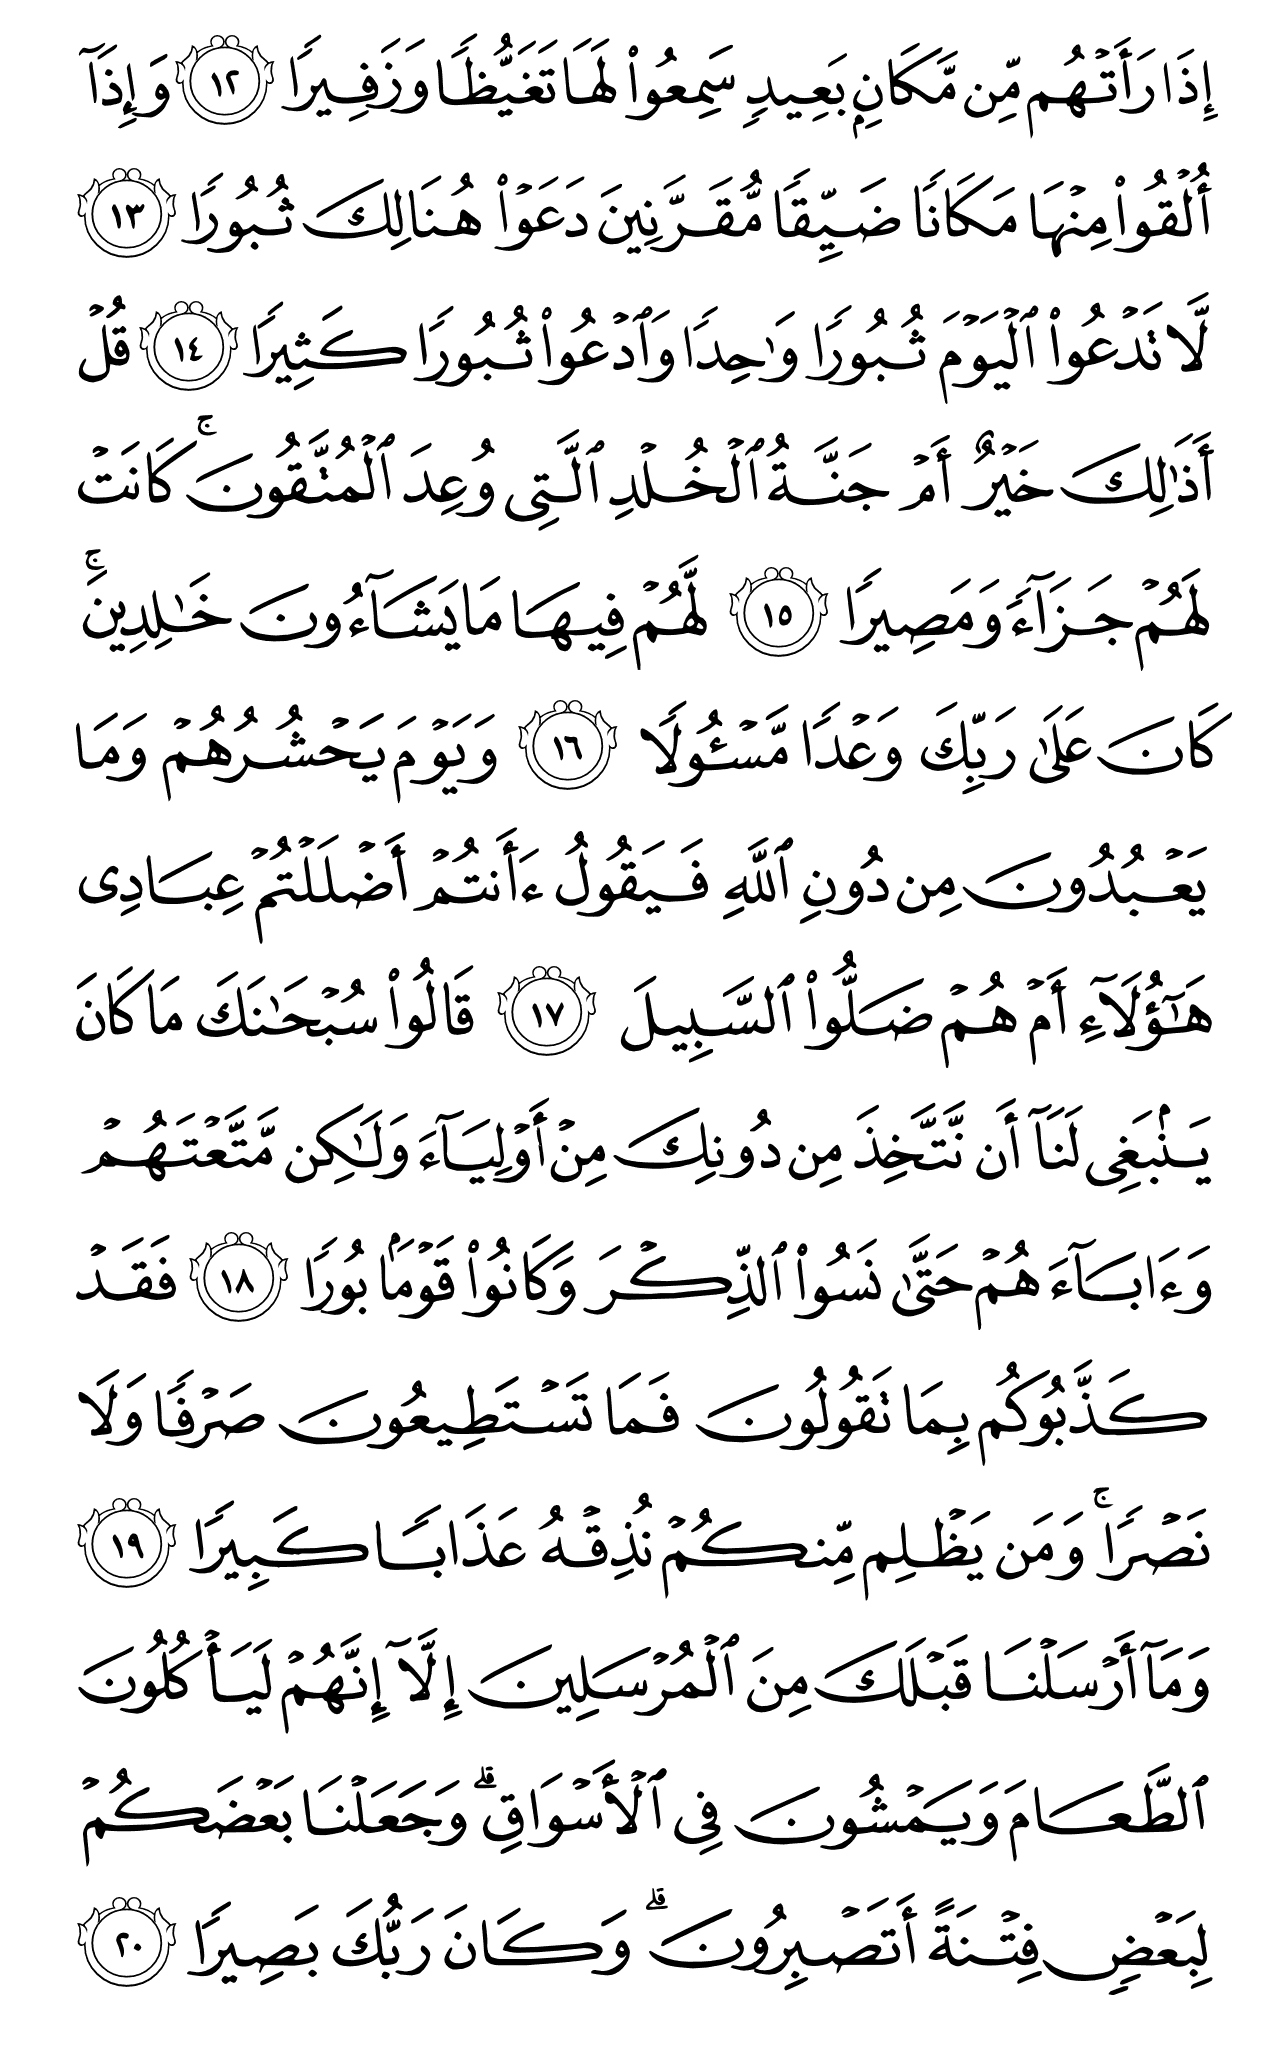 إِذَا رَأَتْهُم مِّن مَّكَانٍۭ بَعِيدٍ سَمِعُوا۟ لَهَا تَغَيُّظًا وَزَفِيرًا ١٢ وَإِذَآ
أُلْقُوا۟ مِنْهَا مَكَانًا ضَيِّقًا مُّقَرَّنِينَ دَعَوْا۟ هُنَالِكَ ثُبُورًا ١٣
لَّا تَدْعُوا۟ ٱلْيَوْمَ ثُبُورًا وَٰحِدًا وَٱدْعُوا۟ ثُبُورًا كَثِيرًا ١٤ قُلْ
أَذَٰلِكَ خَيْرٌ أَمْ جَنَّةُ ٱلْخُلْدِ ٱلَّتِى وُعِدَ ٱلْمُتَّقُونَ ۚ كَانَتْ
لَهُمْ جَزَآءً وَمَصِيرًا ١٥ لَّهُمْ فِيهَا مَا يَشَآءُونَ خَٰلِدِينَ ۚ
كَانَ عَلَىٰ رَبِّكَ وَعْدًا مَّسْـُٔولًا ١٦ وَيَوْمَ يَحْشُرُهُمْ وَمَا
يَعْبُدُونَ مِن دُونِ ٱللَّهِ فَيَقُولُ ءَأَنتُمْ أَضْلَلْتُمْ عِبَادِى
هَٰٓؤُلَآءِ أَمْ هُمْ ضَلُّوا۟ ٱلسَّبِيلَ ١٧ قَالُوا۟ سُبْحَٰنَكَ مَا كَانَ
يَنۢبَغِى لَنَآ أَن نَّتَّخِذَ مِن دُونِكَ مِنْ أَوْلِيَآءَ وَلَٰكِن مَّتَّعْتَهُمْ
وَءَابَآءَهُمْ حَتَّىٰ نَسُوا۟ ٱلذِّكْرَ وَكَانُوا۟ قَوْمًۢا بُورًا ١٨ فَقَدْ
كَذَّبُوكُم بِمَا تَقُولُونَ فَمَا تَسْتَطِيعُونَ صَرْفًا وَلَا
نَصْرًا ۚ وَمَن يَظْلِم مِّنكُمْ نُذِقْهُ عَذَابًا كَبِيرًا ١٩
وَمَآ أَرْسَلْنَا قَبْلَكَ مِنَ ٱلْمُرْسَلِينَ إِلَّآ إِنَّهُمْ لَيَأْكُلُونَ
ٱلطَّعَامَ وَيَمْشُونَ فِى ٱلْأَسْوَاقِ ۗ وَجَعَلْنَا بَعْضَكُمْ
لِبَعْضٍ فِتْنَةً أَتَصْبِرُونَ ۗ وَكَانَ رَبُّكَ بَصِيرًا ٢٠